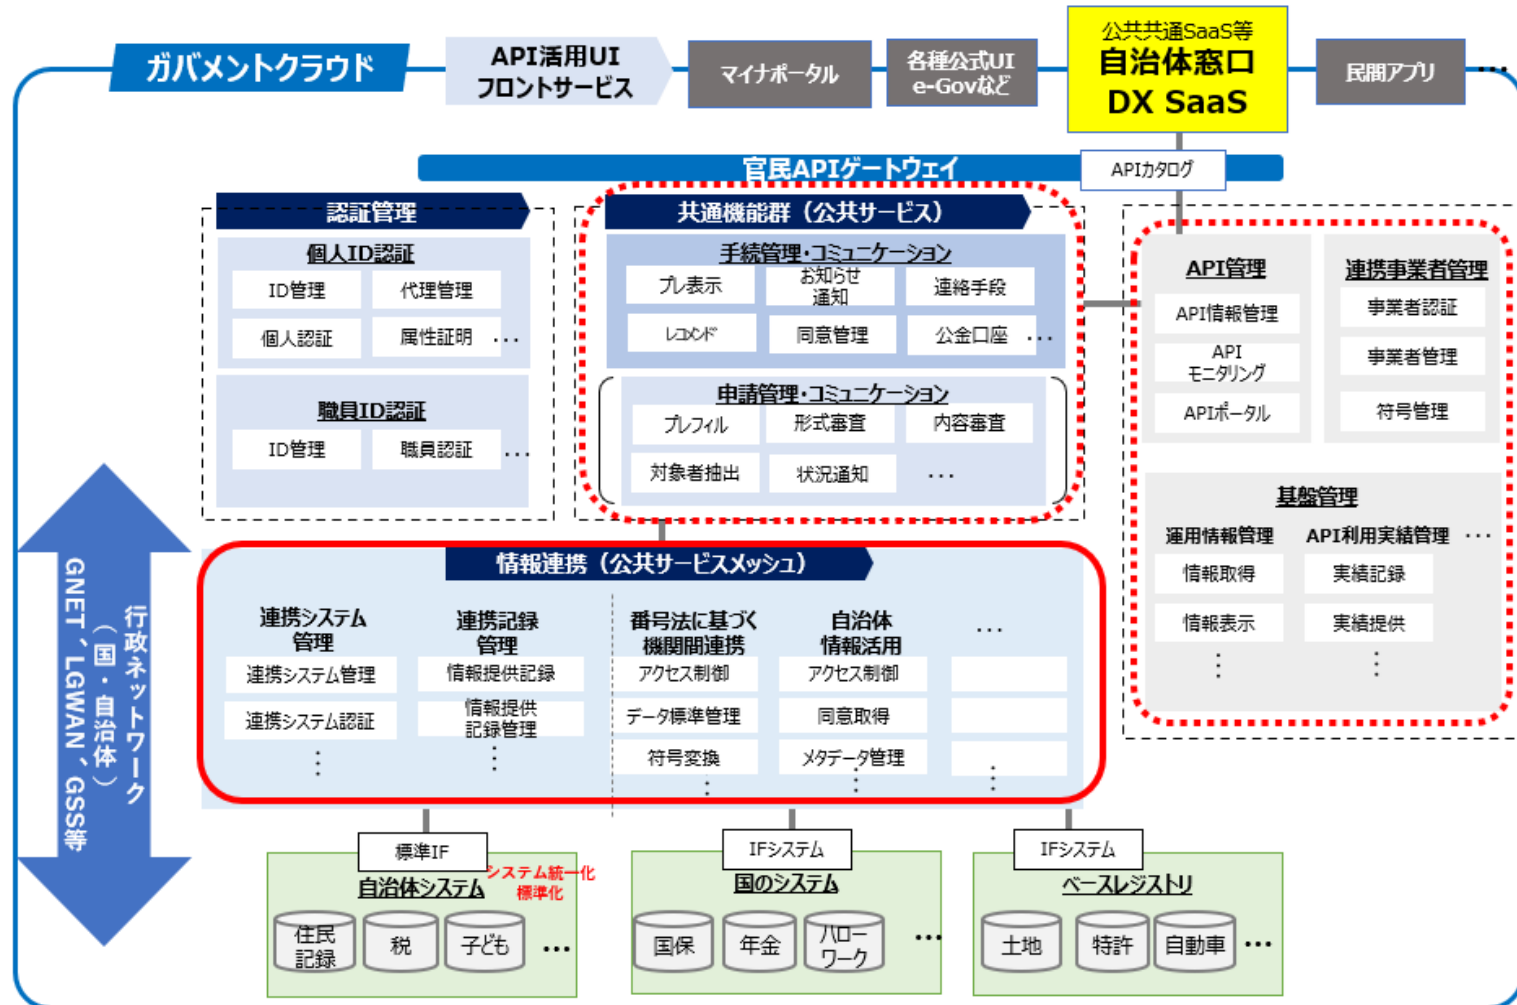 ガバメントクラウド
API活用UI
フロントサービス
マイナポータル
各種公式UI
e-Govなど
公共共通SaaS等
自治体窓口
DX SaaS
民間アプリ
…
官民APIゲートウェイ
APIカタログ
認証管理
個人ID認証
ID管理
代理管理
個人認証
属性証明
…
職員ID認証
ID管理
職員認証
…
共通機能群（公共サービス）
手続管理・コミュニケーション
プレ表示
お知らせ
通知
連絡手段
レコメンド
同意管理
公金口座
…
申請管理・コミュニケーション
プレフィル
形式審査
内容審査
対象者抽出
状況通知
…
API管理
API情報管理
API
モニタリング
APIポータル
連携事業者管理
事業者認証
事業者管理
符号管理
基盤管理
運用情報管理
情報取得
情報表示
⋮
API利用実績管理
実績記録
実績提供
⋮
…
行政ネットワーク
（国・自治体）
GNET、LGWAN、GSS等
情報連携（公共サービスメッシュ）
連携システム
管理
連携システム管理
連携システム認証
⋮
連携記録
管理
情報提供記録
情報提供
記録管理
⋮
番号法に基づく
機関間連携
アクセス制御
データ標準管理
符号変換
⋮
自治体
情報活用
アクセス制御
同意取得
メタデータ管理
⋮
…
⋮
標準IF
自治体システム
システム統一化
標準化
住民
記録
税
子ども
…
IFシステム
国のシステム
国保
年金
ハロー
ワーク
…
IFシステム
ベースレジストリ
土地
特許
自動車
…